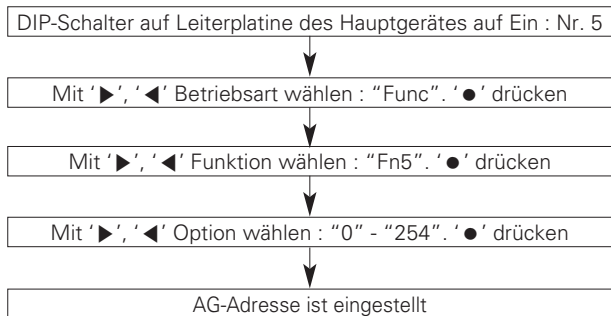 DIP-Schalter auf Leiterplatine des Hauptgerätes auf Ein : Nr. 5
Mit ‘▶’, ‘◀’ Betriebsart wählen : “Func”. ‘●’ drücken
Mit ‘▶’, ‘◀’ Funktion wählen : “Fn5”. ‘●’ drücken
Mit ‘▶’, ‘◀’ Option wählen : “0” - “254”. ‘●’ drücken
AG-Adresse ist eingestellt